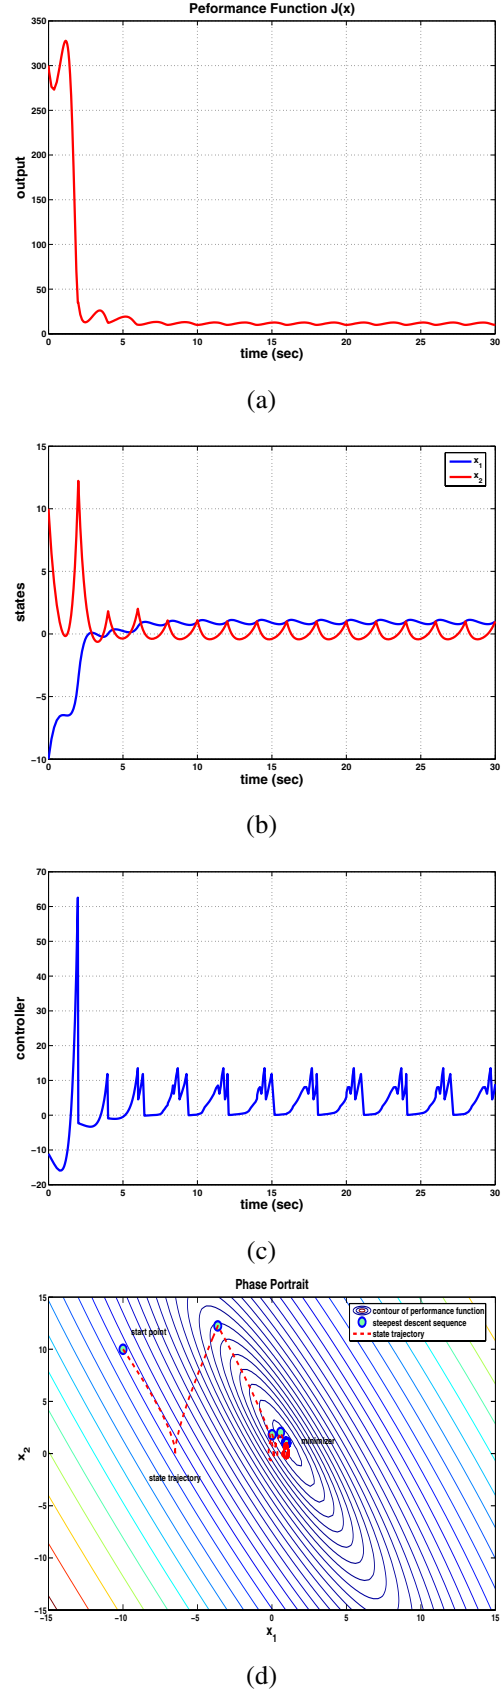 Peformance Function J(x)
350
300
250
200
150
100
50
0
output
0 5 10 15 20 25 30
time (sec)
(a)
15
10
5
0
−5
−10
states
x1
x2
0 5 10 15 20 25 30
time (sec)
(b)
70
60
50
40
30
20
10
0
−10
−20
controller
0 5 10 15 20 25 30
time (sec)
(c)
Phase Portrait
15
10
5
0
−5
−10
−15
x2
contour of performance function
steepest descent sequence
state trajectory
start point
minimizer
state trajectory
−15 −10 −5 0 5 10 15
x1
(d)